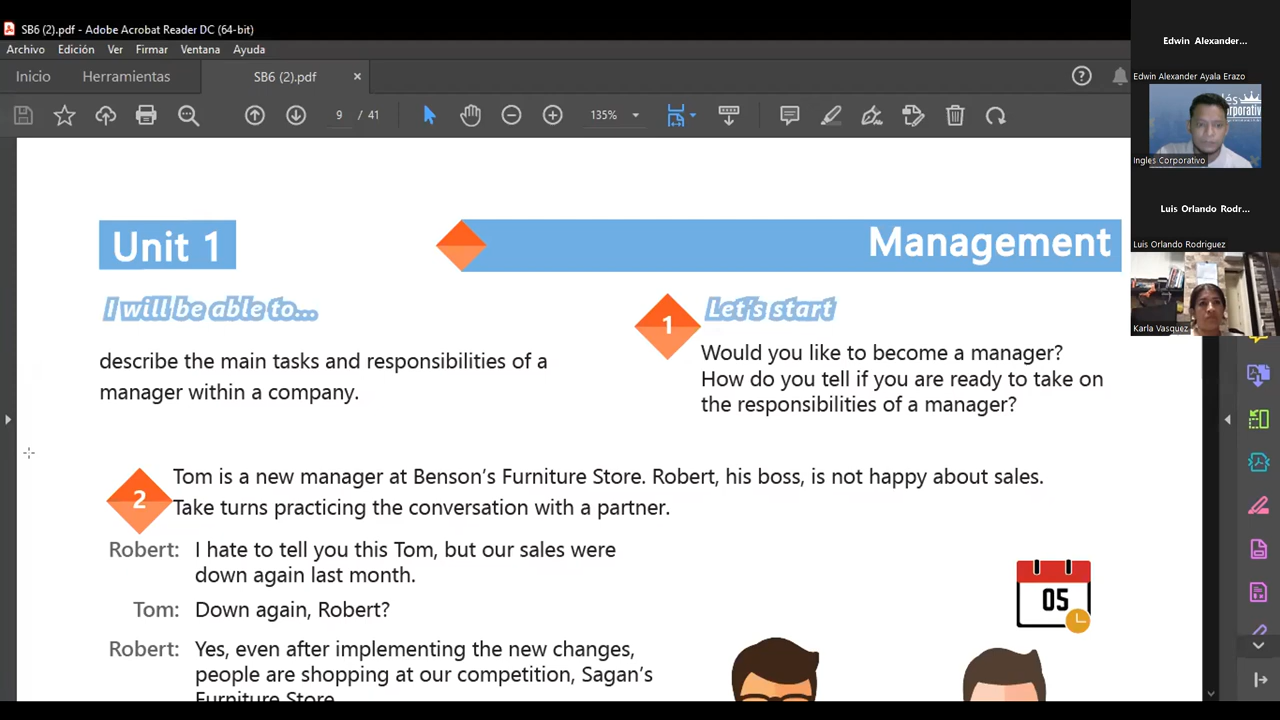 SB6 (2).pdf - Adobe Acrobat Reader DC (64-bit)
Archivo Edición Ver Firmar Ventana Ayuda
Inicio Herramientas SB6 (2).pdf ×
9 / 41 135%
Unit 1
Management
I will be able to...
describe the main tasks and responsibilities of a
manager within a company.
1 Let's start
Would you like to become a manager?
How do you tell if you are ready to take on
the responsibilities of a manager?
2 Tom is a new manager at Benson's Furniture Store. Robert, his boss, is not happy about sales.
Take turns practicing the conversation with a partner.
Robert: I hate to tell you this Tom, but our sales were
down again last month.
Tom: Down again, Robert?
Robert: Yes, even after implementing the new changes,
people are shopping at our competition, Sagan's
Furniture Store
05
Edwin Alexander...
Edwin Alexander Ayala Erazo
Ingles Corporativo
Luis Orlando Rodr...
Luis Orlando Rodriguez
Karla Vasquez